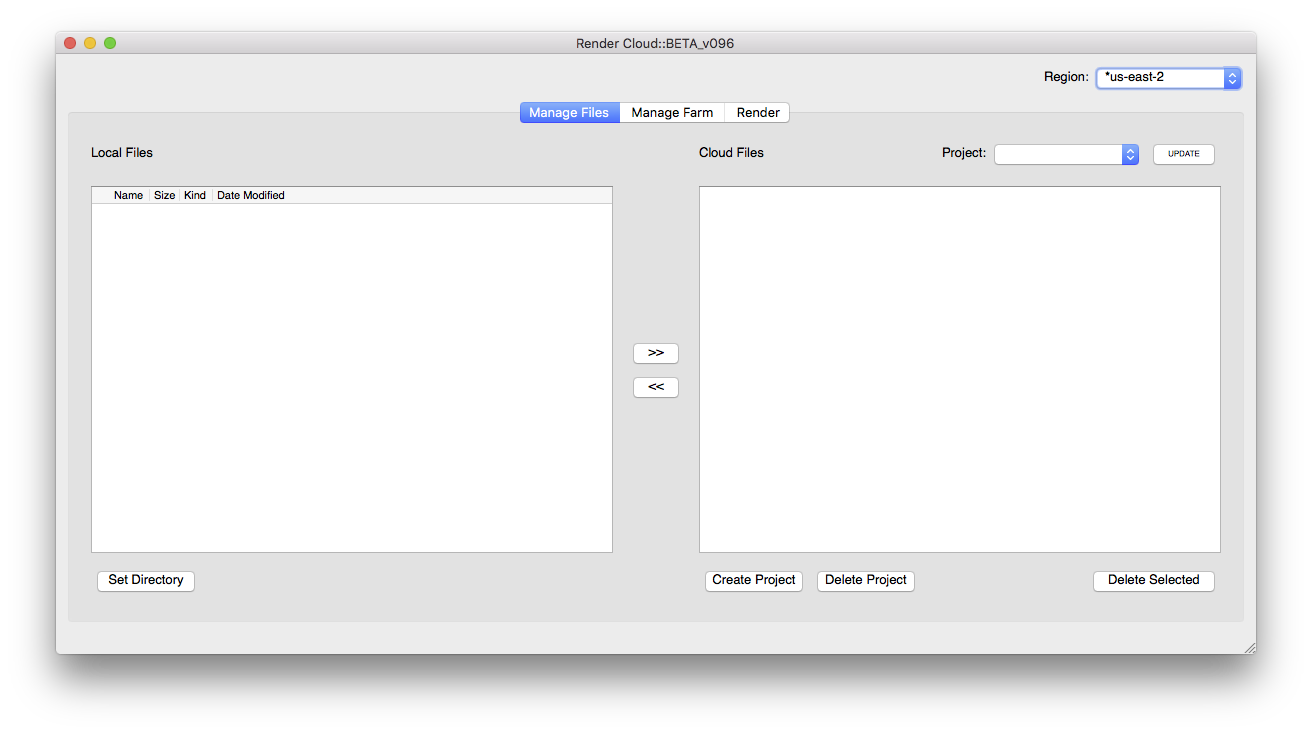 Render Cloud::BETA_v096
Region: *us-east-2
Manage Files Manage Farm Render
Local Files
Cloud Files Project: UPDATE
Name Size Kind Date Modified
>>
<<
Set Directory
Create Project Delete Project Delete Selected